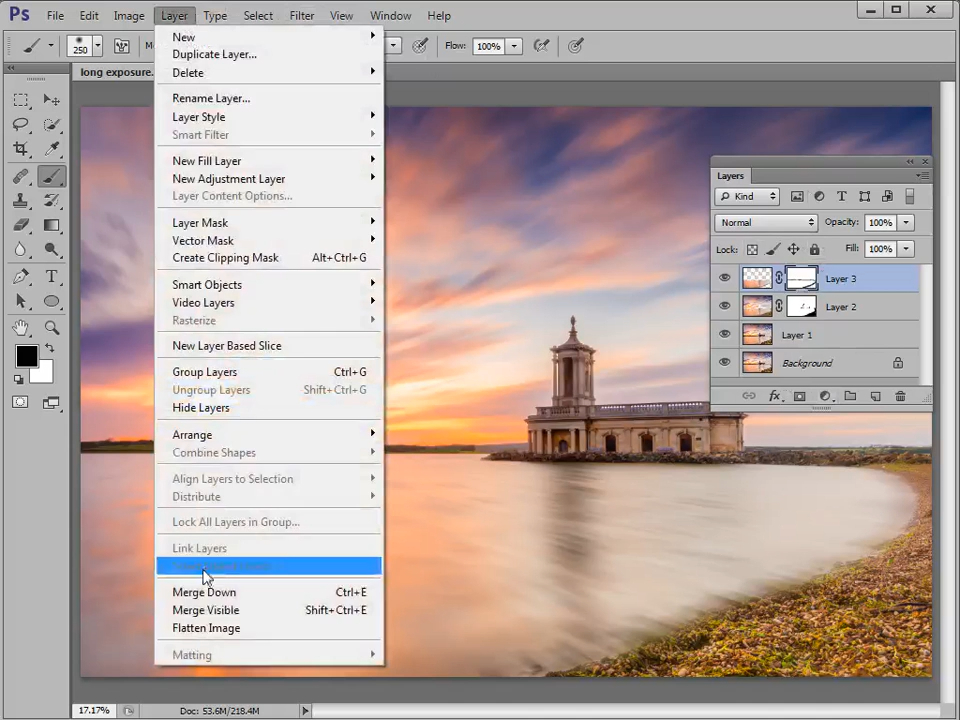 Ps File Edit Image Layer Type Select Filter View Window Help
250 Flow: 100%
long exposure.
New
Duplicate Layer...
Delete
Rename Layer...
Layer Style
Smart Filter
New Fill Layer
New Adjustment Layer
Layer Content Options...
Layer Mask
Vector Mask
Create Clipping Mask Alt+Ctrl+G
Smart Objects
Video Layers
Rasterize
New Layer Based Slice
Group Layers Ctrl+G
Ungroup Layers Shift+Ctrl+G
Hide Layers
Arrange
Combine Shapes
Align Layers to Selection
Distribute
Lock All Layers in Group...
Link Layers
Merge Down Ctrl+E
Merge Visible Shift+Ctrl+E
Flatten Image
Matting
Layers
Kind
Normal Opacity: 100%
Lock: Fill: 100%
Layer 3
Layer 2
Layer 1
Background
17.17% Doc: 53.6M/218.4M